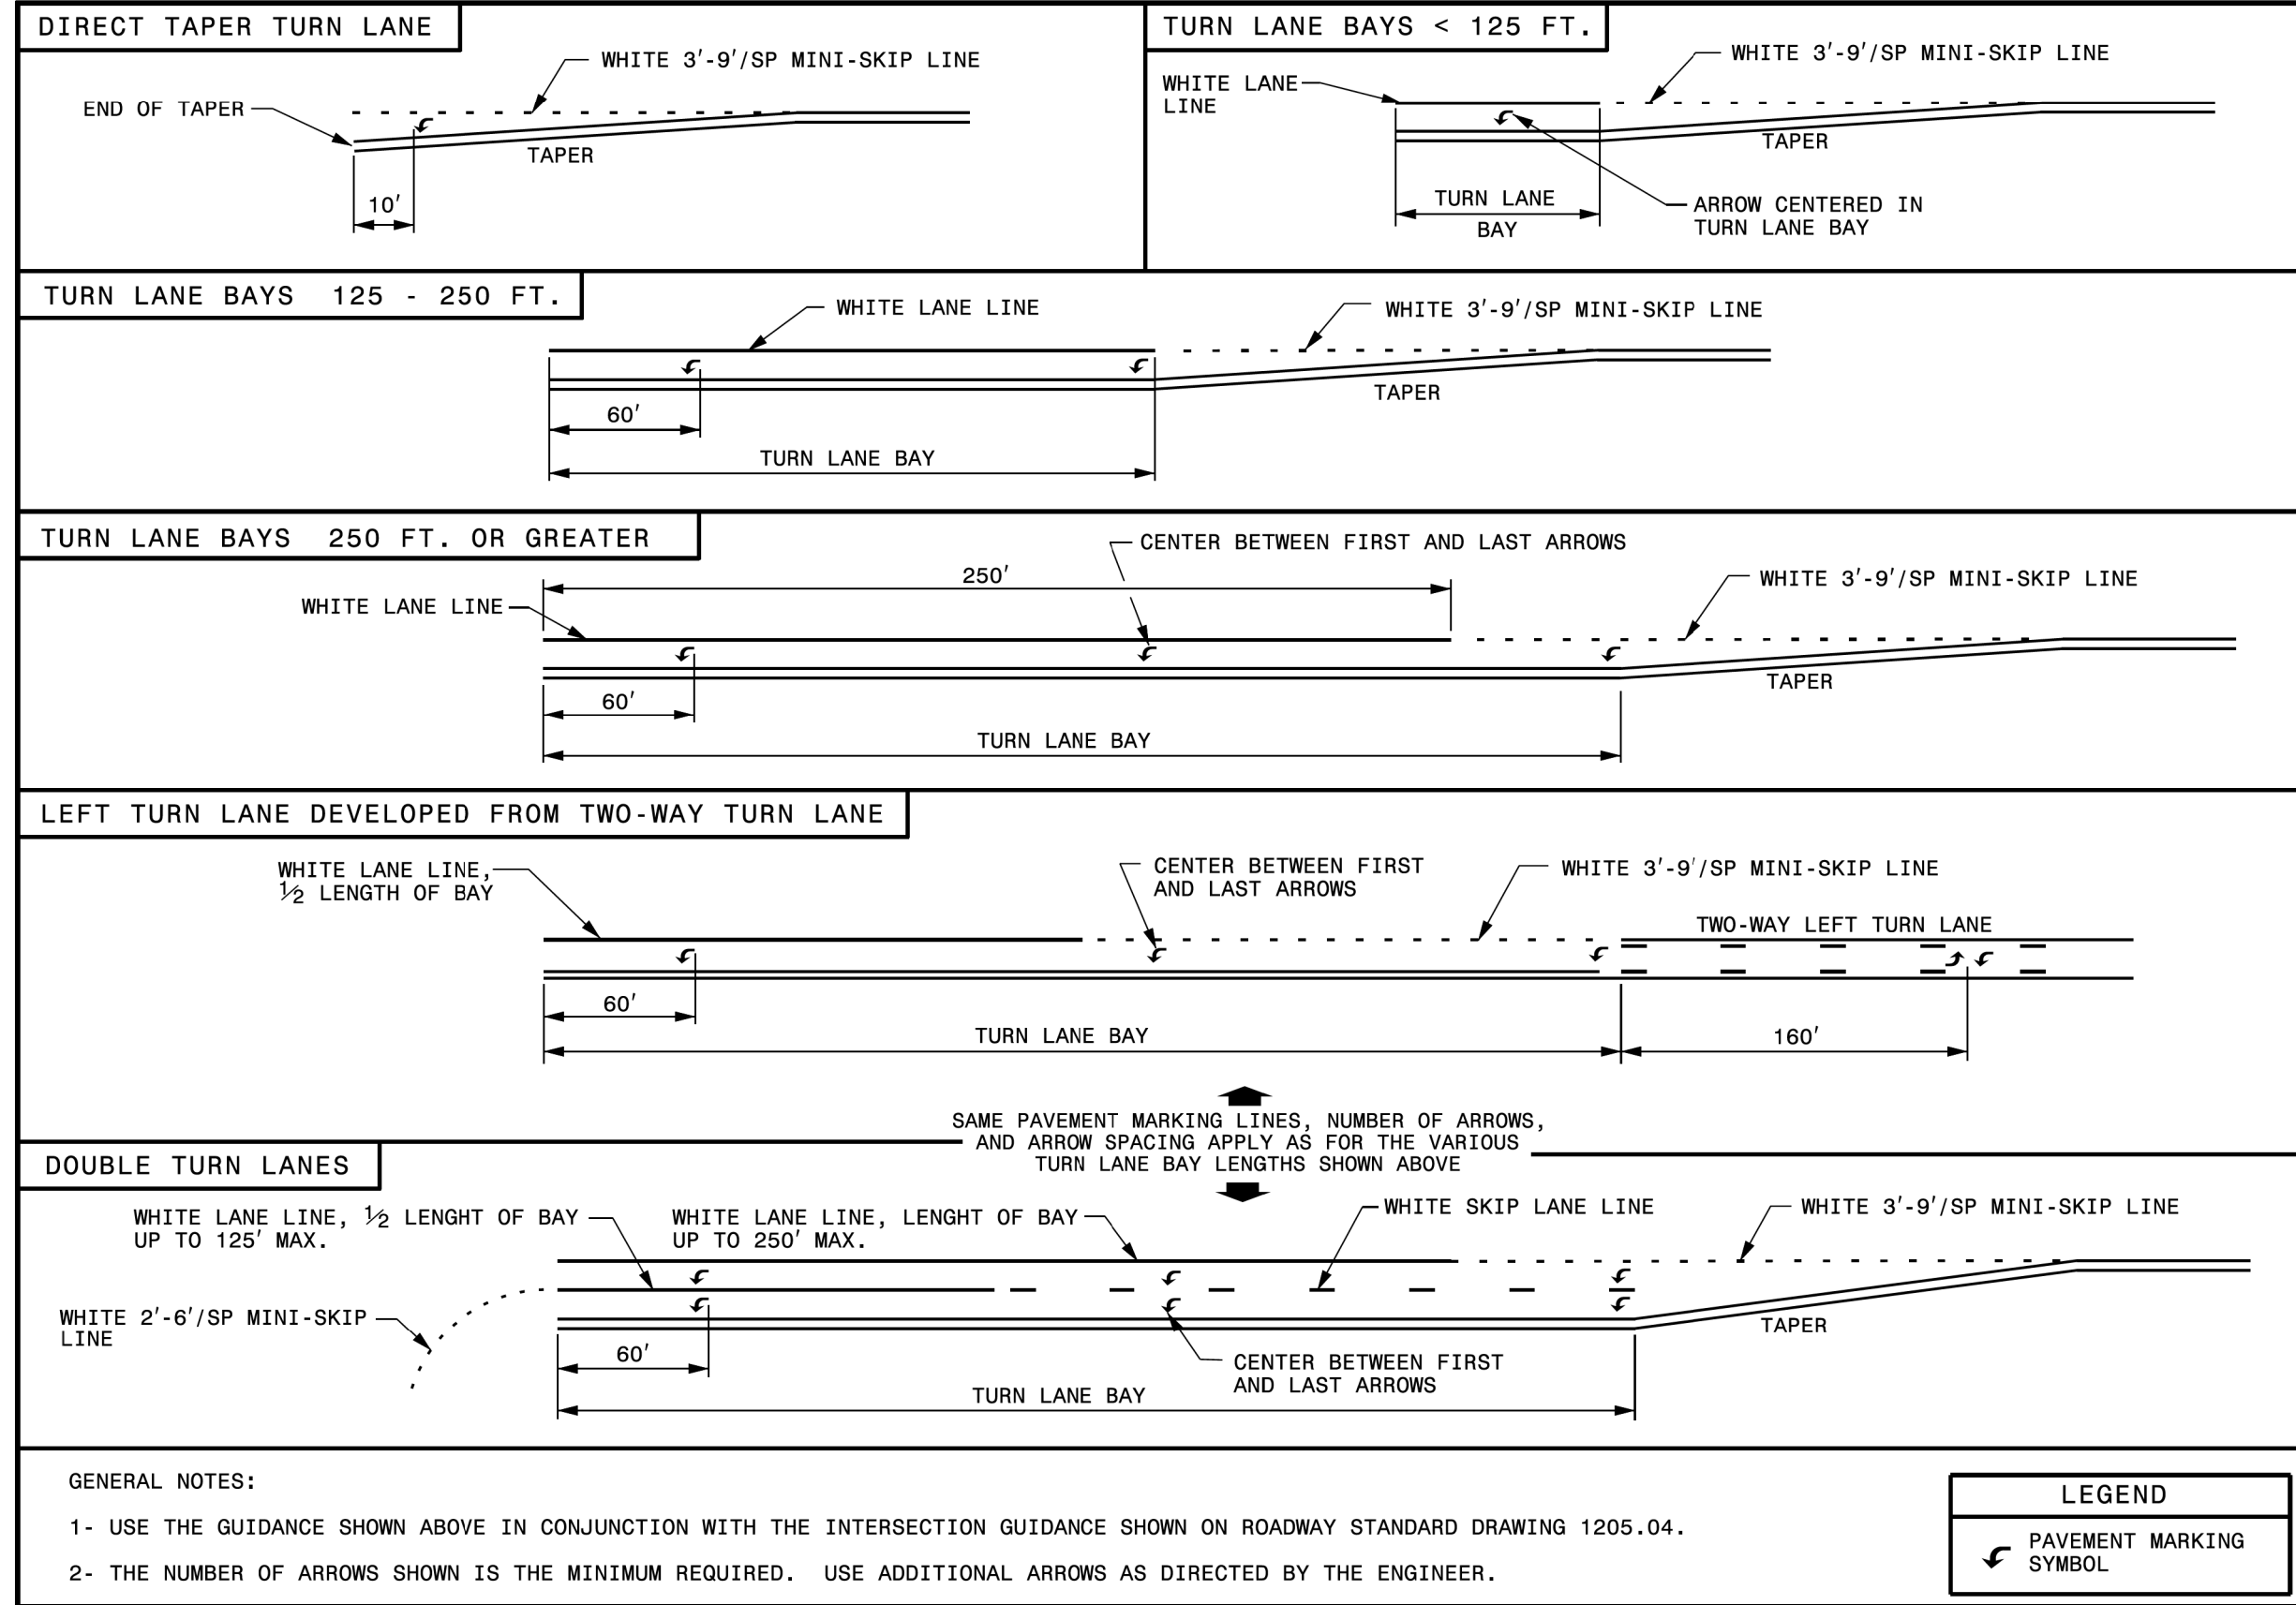 DIRECT TAPER TURN LANE
WHITE 3'-9'/SP MINI-SKIP LINE
END OF TAPER
TAPER
10'
TURN LANE BAYS < 125 FT.
WHITE 3'-9'/SP MINI-SKIP LINE
WHITE LANE
LINE
TAPER
TURN LANE
BAY
ARROW CENTERED IN
TURN LANE BAY
TURN LANE BAYS 125 - 250 FT.
WHITE LANE LINE
WHITE 3'-9'/SP MINI-SKIP LINE
TAPER
60'
TURN LANE BAY
TURN LANE BAYS 250 FT. OR GREATER
CENTER BETWEEN FIRST AND LAST ARROWS
250'
WHITE 3'-9'/SP MINI-SKIP LINE
WHITE LANE LINE
TAPER
60'
TURN LANE BAY
LEFT TURN LANE DEVELOPED FROM TWO-WAY TURN LANE
WHITE LANE LINE,
½ LENGTH OF BAY
CENTER BETWEEN FIRST
AND LAST ARROWS
WHITE 3'-9'/SP MINI-SKIP LINE
TWO-WAY LEFT TURN LANE
60'
TURN LANE BAY
160'
SAME PAVEMENT MARKING LINES, NUMBER OF ARROWS,
AND ARROW SPACING APPLY AS FOR THE VARIOUS
TURN LANE BAY LENGTHS SHOWN ABOVE
DOUBLE TURN LANES
WHITE LANE LINE, ½ LENGHT OF BAY
UP TO 125' MAX.
WHITE LANE LINE, LENGHT OF BAY
UP TO 250' MAX.
WHITE SKIP LANE LINE
WHITE 3'-9'/SP MINI-SKIP LINE
WHITE 2'-6'/SP MINI-SKIP
LINE
TAPER
60'
CENTER BETWEEN FIRST
AND LAST ARROWS
TURN LANE BAY
GENERAL NOTES:
1- USE THE GUIDANCE SHOWN ABOVE IN CONJUNCTION WITH THE INTERSECTION GUIDANCE SHOWN ON ROADWAY STANDARD DRAWING 1205.04.
2- THE NUMBER OF ARROWS SHOWN IS THE MINIMUM REQUIRED. USE ADDITIONAL ARROWS AS DIRECTED BY THE ENGINEER.
LEGEND
PAVEMENT MARKING
SYMBOL